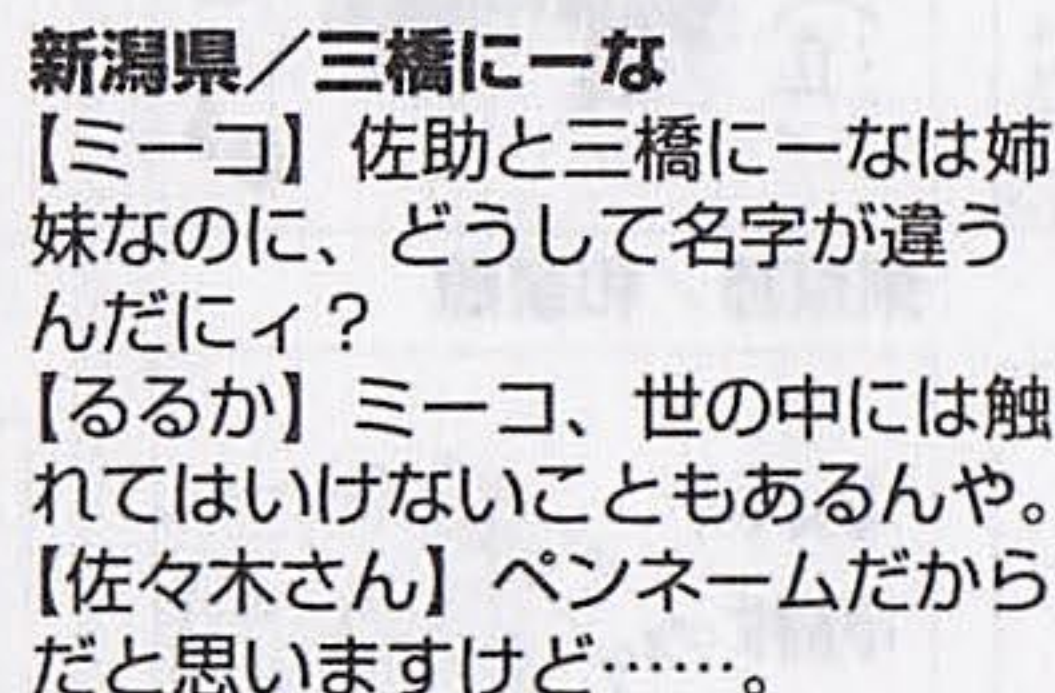 新潟県／三橋にーな
【ミーコ】佐助と三橋にーなは姉
妹なのに、どうして名字が違う
んだにィ？
【るるか】ミーコ、世の中には触
れてはいけないこともあるんや。
【佐々木さん】ペンネームだから
だと思いますけど……。